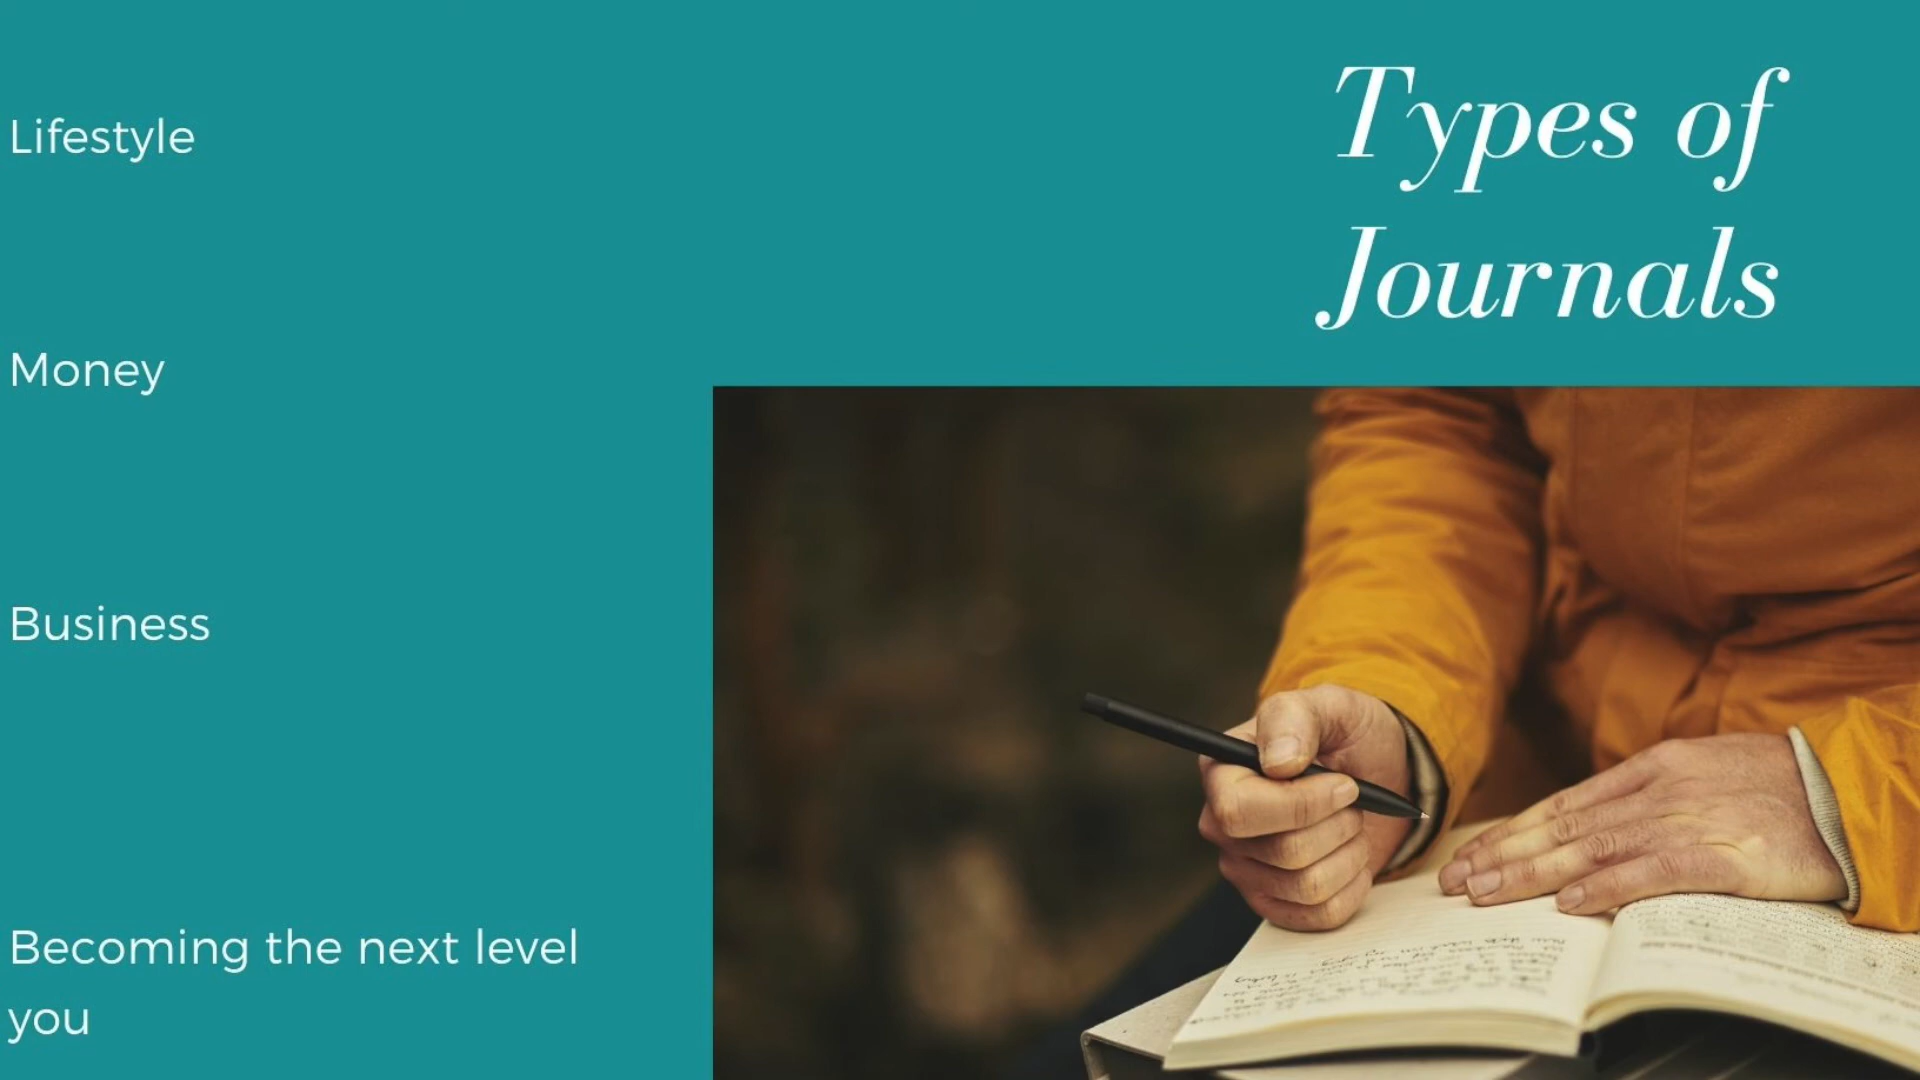 Types of
Journals
Lifestyle
Money
Business
Becoming the next level
you